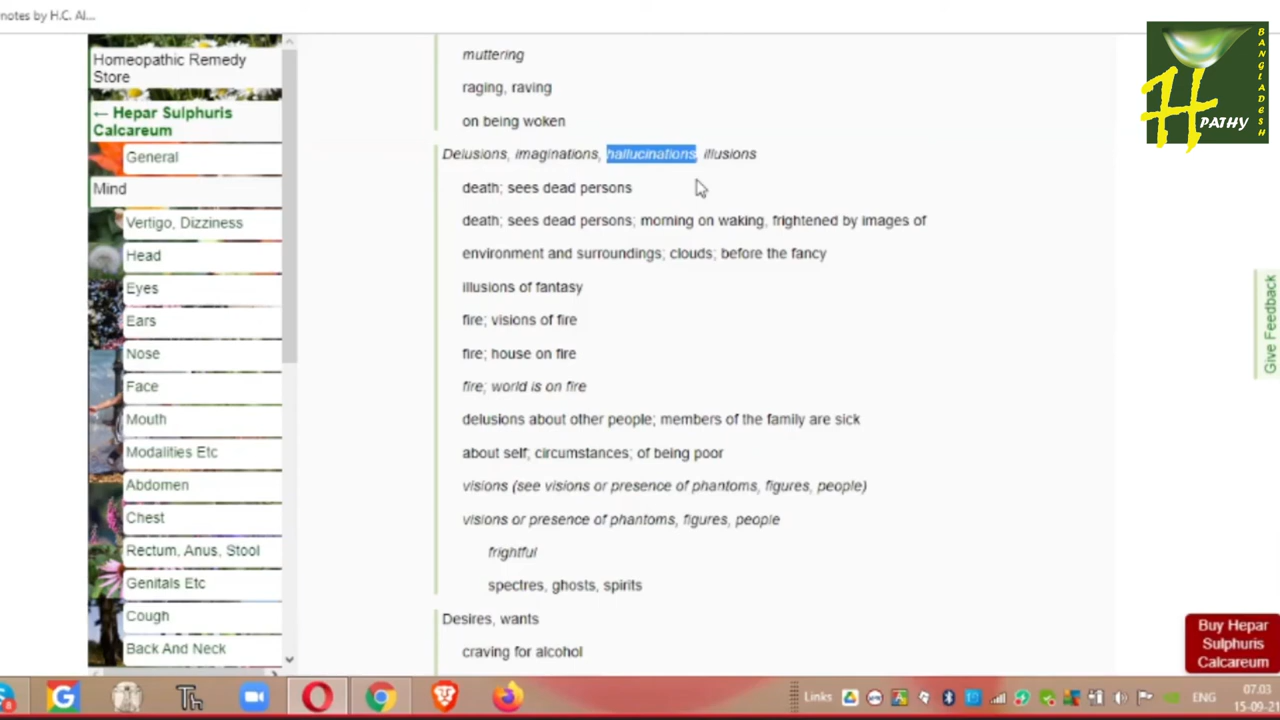 notes by H.C. Al...
Homeopathic Remedy
Store
← Hepar Sulphuris
Calcareum
General
Mind
Vertigo, Dizziness
Head
Eyes
Ears
Nose
Face
Mouth
Modalities Etc
Abdomen
Chest
Rectum, Anus, Stool
Genitals Etc
Cough
Back And Neck
muttering
raging, raving
on being woken
Delusions, imaginations, hallucinations, illusions
death; sees dead persons
death; sees dead persons; morning on waking, frightened by images of
environment and surroundings; clouds; before the fancy
illusions of fantasy
fire; visions of fire
fire; house on fire
fire; world is on fire
delusions about other people; members of the family are sick
about self; circumstances; of being poor
visions (see visions or presence of phantoms, figures, people)
visions or presence of phantoms, figures, people
frightful
spectres, ghosts, spirits
Desires, wants
craving for alcohol
H
PATHY
BANGLADESH
Give Feedback
Buy Hepar
Sulphuris
Calcareum
G
Th
Links
ENG
07.03
15-09-21